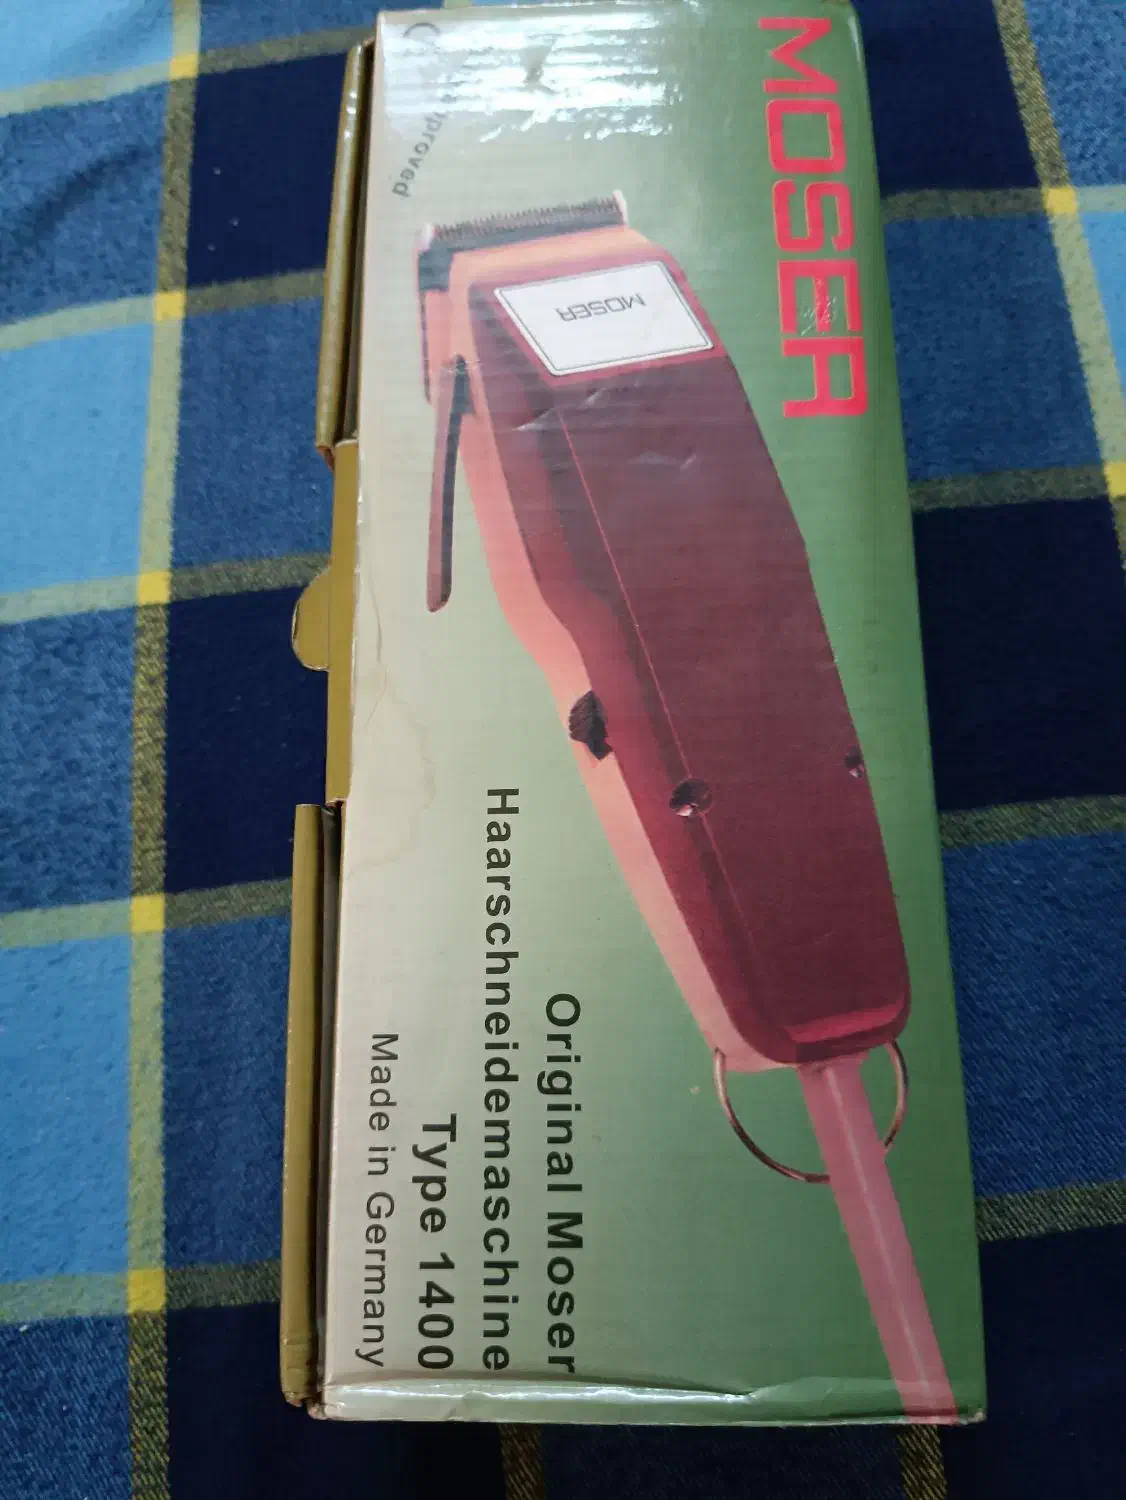 MOSER
MOSER
Original Moser
Haarschneidemaschine
Type 1400
Made in Germany